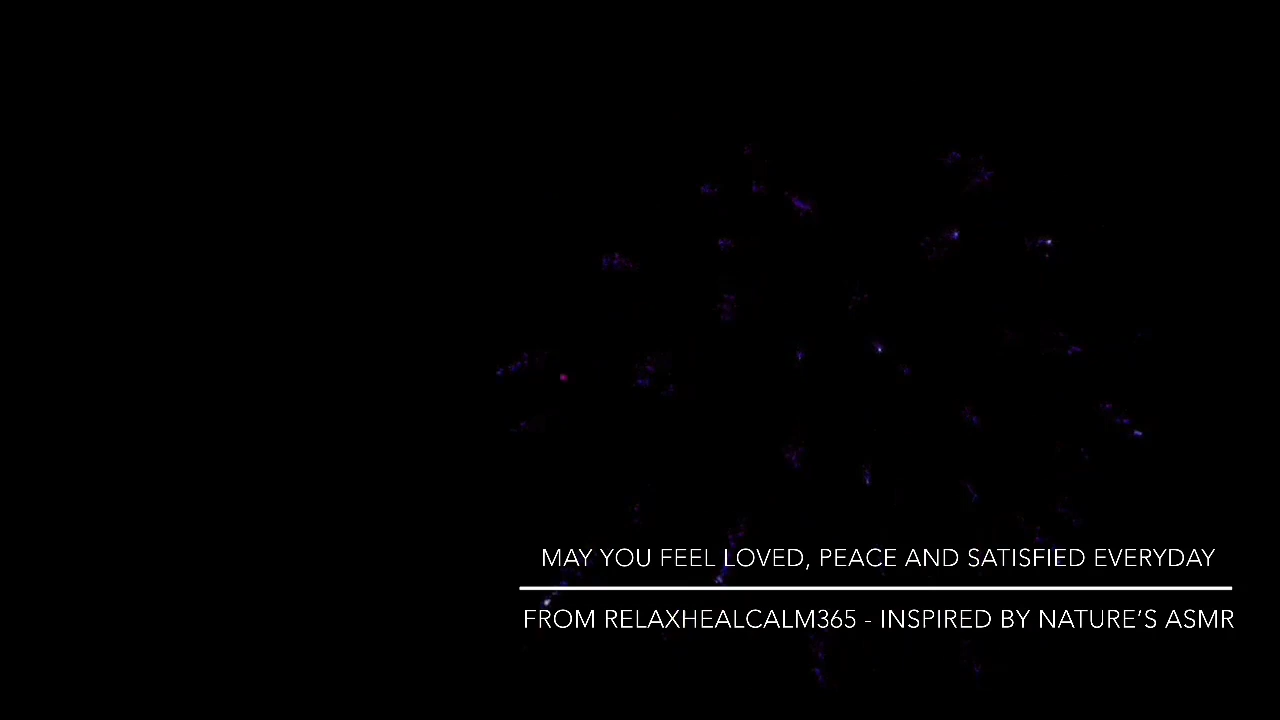 MAY YOU FEEL LOVED, PEACE AND SATISFIED EVERYDAY
FROM RELAXHEALCALM365 - INSPIRED BY NATURE’S ASMR